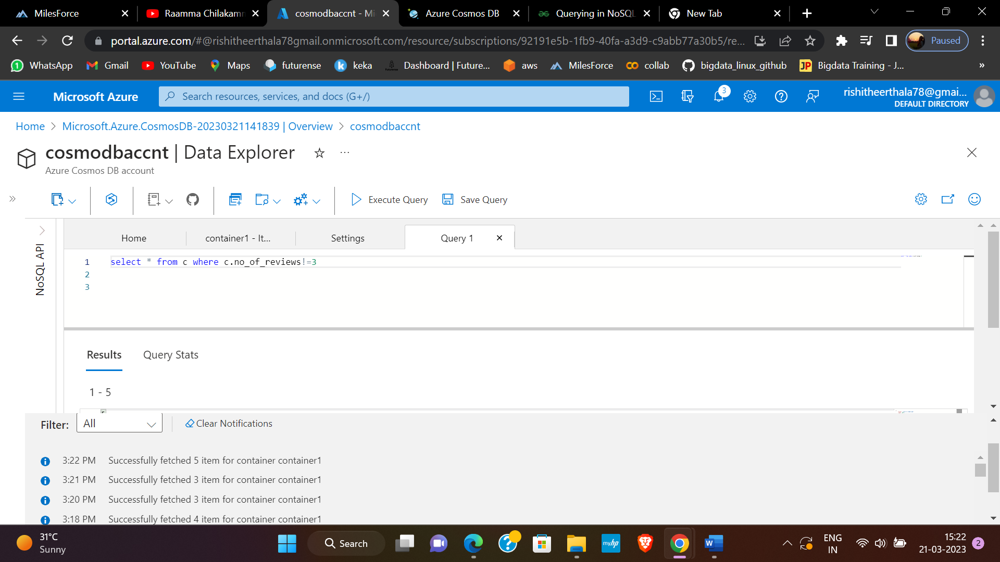 MilesForce
Raamma Chilakamm
cosmodbaccnt - Mi
Azure Cosmos DB
Querying in NoSQL
New Tab
portal.azure.com/#@rishitheerthala78gmail.onmicrosoft.com/resource/subscriptions/92191e5b-1fb9-40fa-a3d9-c9abb77a30b5/re...
Paused
WhatsApp
Gmail
YouTube
Maps
futurense
keka
Dashboard | Future...
aws
MilesForce
collab
bigdata_linux_github
Bigdata Training - J...
Microsoft Azure
Search resources, services, and docs (G+/)
3
rishitheerthala78@gmai...
DEFAULT DIRECTORY
Home > Microsoft.Azure.CosmosDB-20230321141839 | Overview > cosmodbaccnt
cosmodbaccnt | Data Explorer
Azure Cosmos DB account
Execute Query
Save Query
NoSQL API
Home
container1 - It...
Settings
Query 1
1 select * from c where c.no_of_reviews!=3
2
3
Results
Query Stats
1 - 5
Filter:
All
Clear Notifications
3:22 PM Successfully fetched 5 item for container container1
3:21 PM Successfully fetched 3 item for container container1
3:20 PM Successfully fetched 3 item for container container1
3:18 PM Successfully fetched 4 item for container container1
31°C
Sunny
Search
myhp
ENG
IN
15:22
21-03-2023
2